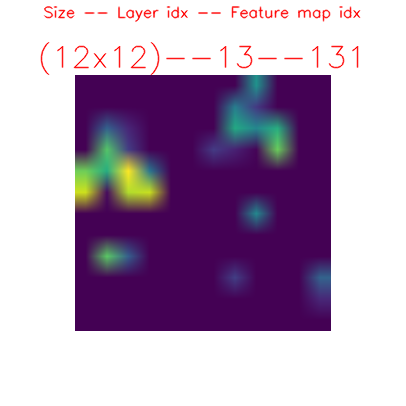 Size -- Layer idx -- Feature map idx
(12x12)--13--131